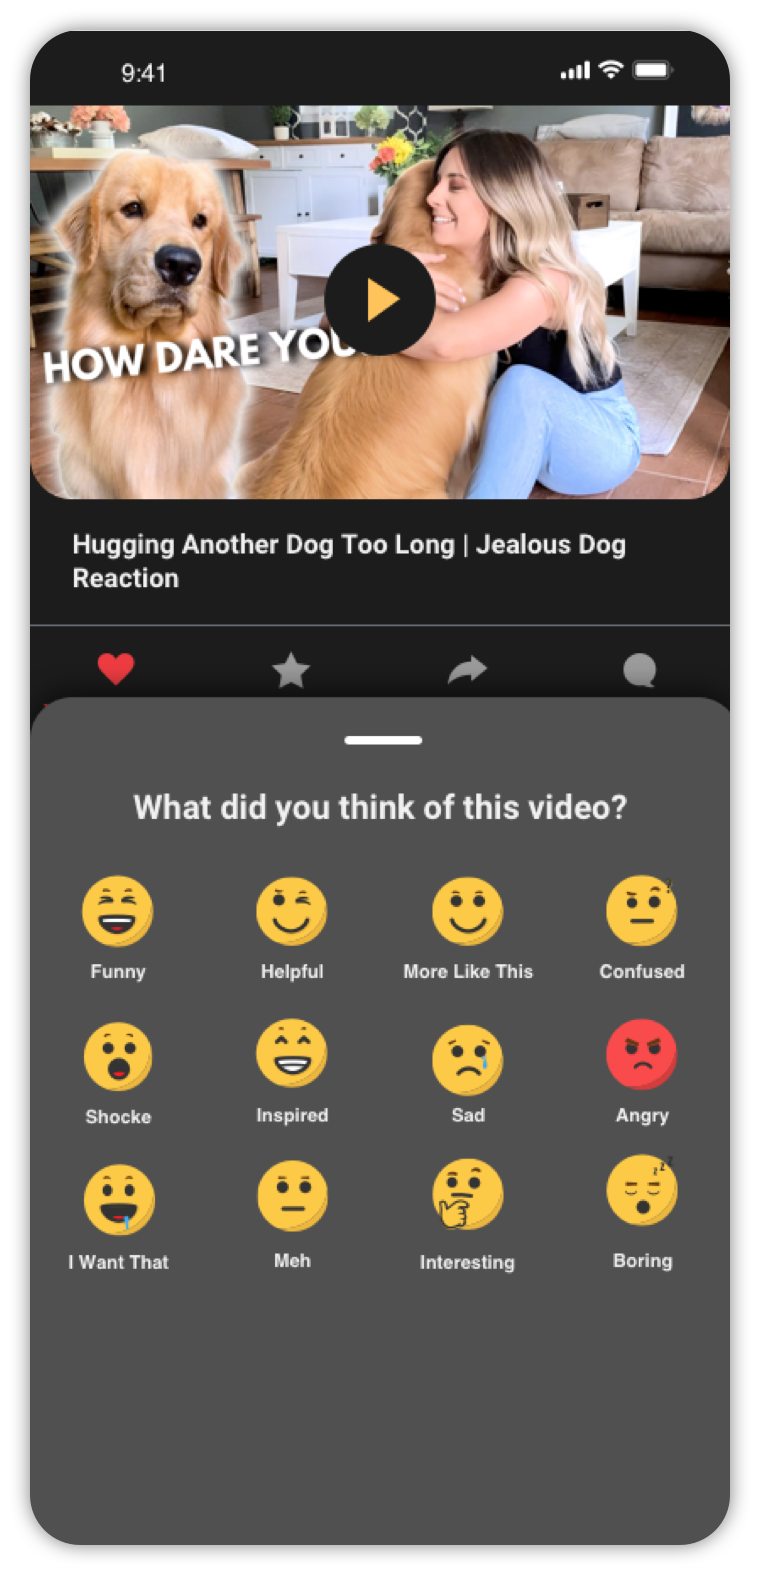 9:41
HOW DARE YOU
Hugging Another Dog Too Long | Jealous Dog
Reaction
What did you think of this video?
Funny Helpful More Like This Confused
?
Shocke Inspired Sad Angry
z z z
I Want That Meh Interesting Boring